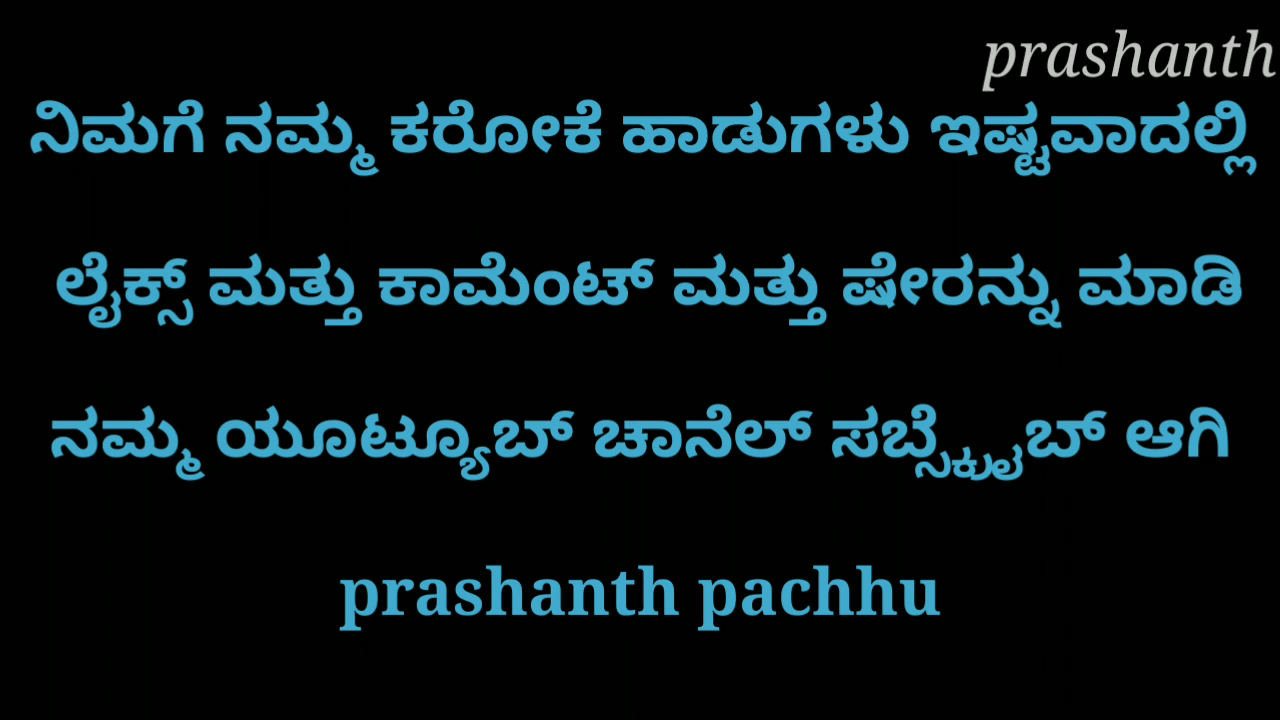 prashanth
ನಿಮಗೆ ನಮ್ಮ ಕರೋಕೆ ಹಾಡುಗಳು ಇಷ್ಟವಾದಲ್ಲಿ
ಲೈಕ್ಸ್ ಮತ್ತು ಕಾಮೆಂಟ್ ಮತ್ತು ಷೇರನ್ನು ಮಾಡಿ
ನಮ್ಮ ಯೂಟ್ಯೂಬ್ ಚಾನೆಲ್ ಸಬ್ಸ್ಕ್ರೈಬ್ ಆಗಿ
prashanth pachhu